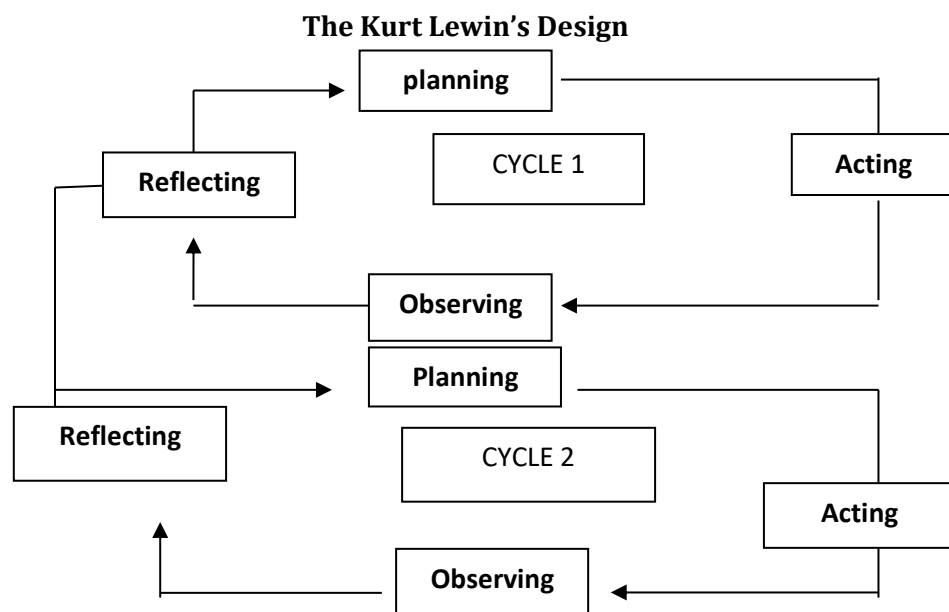 The Kurt Lewin’s Design
planning
CYCLE 1
Reflecting
Acting
Observing
Planning
Reflecting
CYCLE 2
Acting
Observing